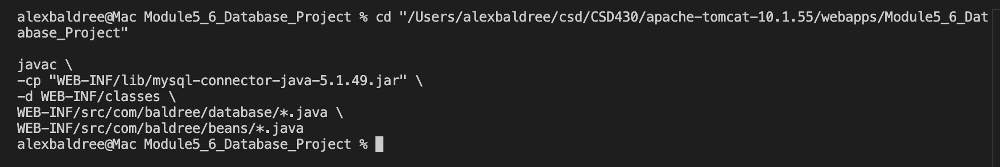 alexbaldree@Mac Module5_6_Database_Project % cd "/Users/alexbaldree/csd/CSD430/apache-tomcat-10.1.55/webapps/Module5_6_Dat
abase_Project"
javac \
-cp "WEB-INF/lib/mysql-connector-java-5.1.49.jar" \
-d WEB-INF/classes \
WEB-INF/src/com/baldree/database/*.java \
WEB-INF/src/com/baldree/beans/*.java
alexbaldree@Mac Module5_6_Database_Project %